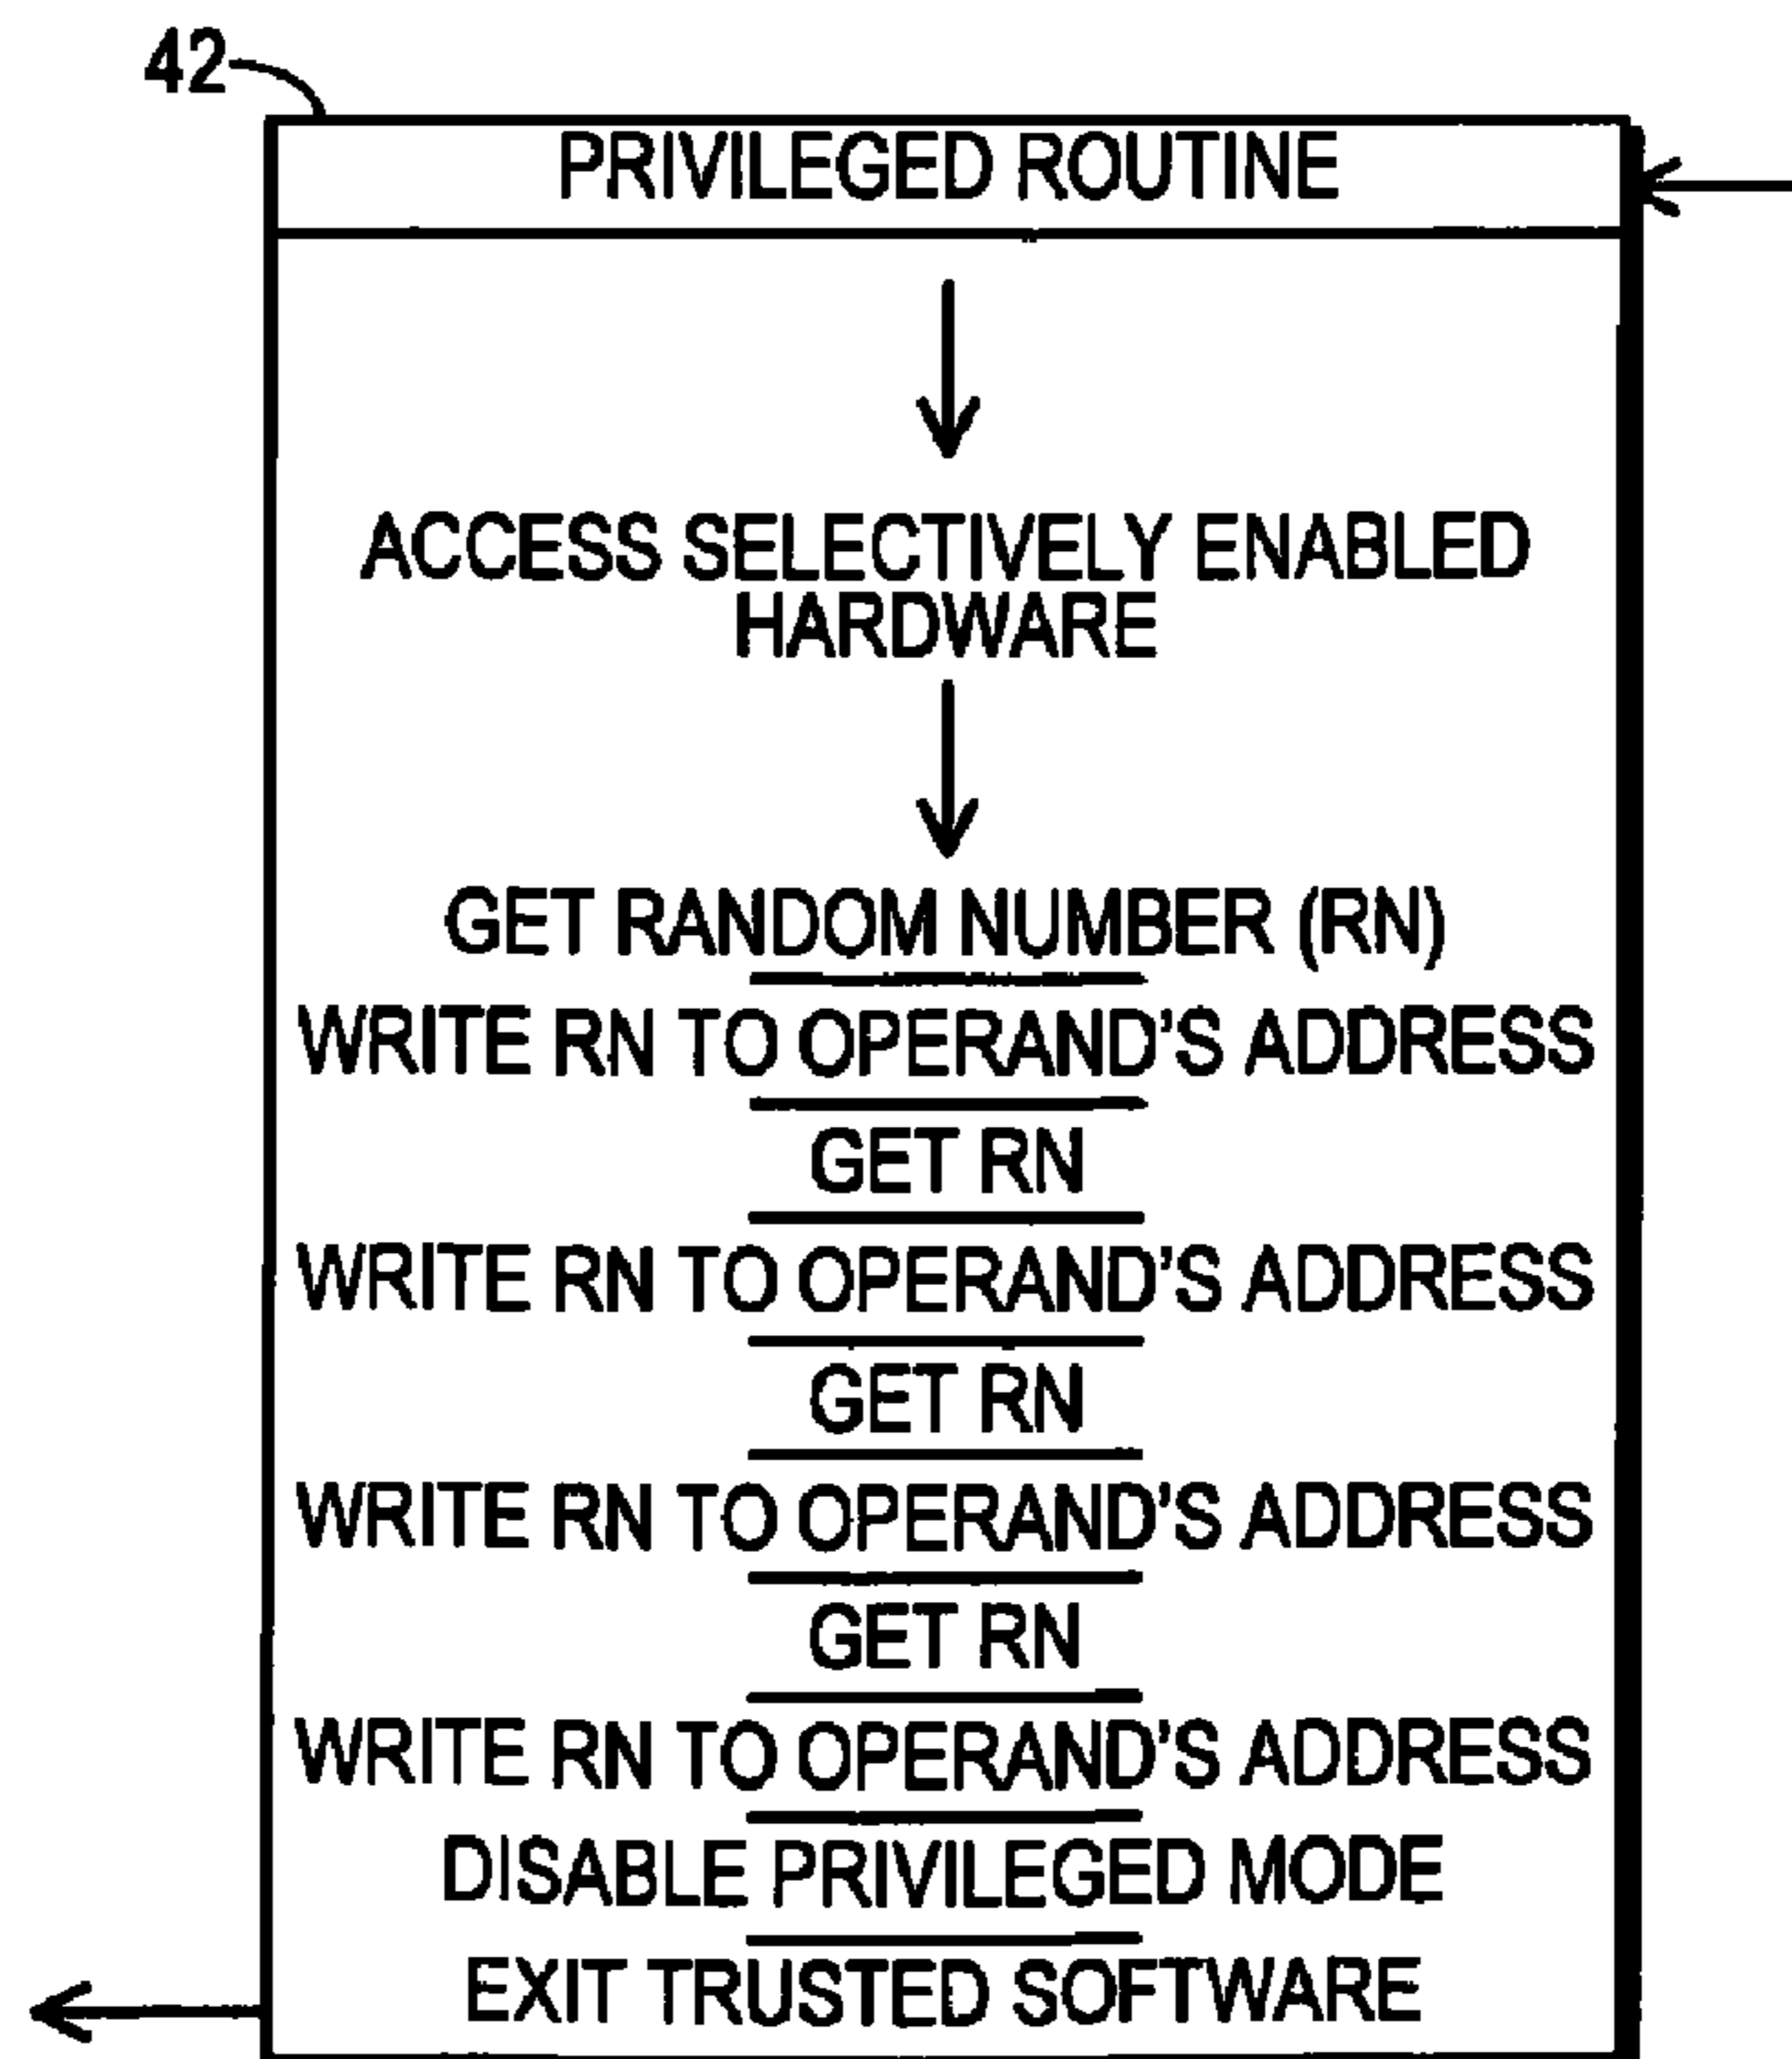 42
PRIVILEGED ROUTINE
ACCESS SELECTIVELY ENABLED
HARDWARE
GET RANDOM NUMBER (RN)
WRITE RN TO OPERAND'S ADDRESS
GET RN
WRITE RN TO OPERAND'S ADDRESS
GET RN
WRITE RN TO OPERAND'S ADDRESS
GET RN
WRITE RN TO OPERAND'S ADDRESS
DISABLE PRIVILEGED MODE
EXIT TRUSTED SOFTWARE